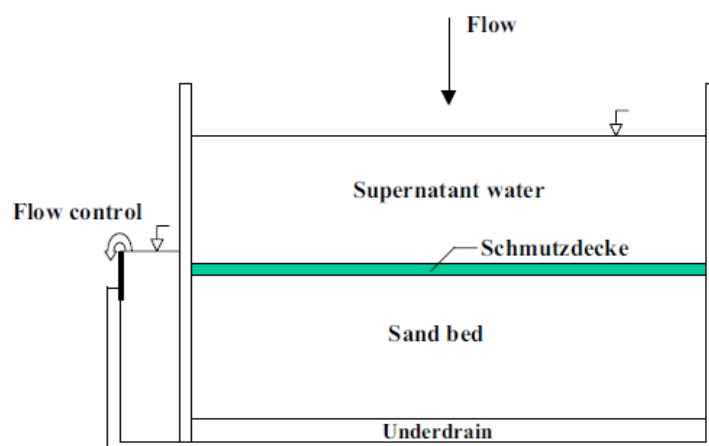 Flow
Supernatant water
Flow control
Schmutzdecke
Sand bed
Underdrain